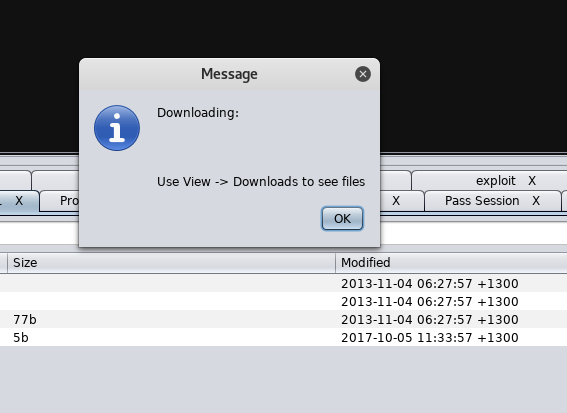 Message
Downloading:
Use View -> Downloads to see files
OK
exploit X
X Pro X Pass Session X
Size Modified
2013-11-04 06:27:57 +1300
2013-11-04 06:27:57 +1300
77b 2013-11-04 06:27:57 +1300
5b 2017-10-05 11:33:57 +1300